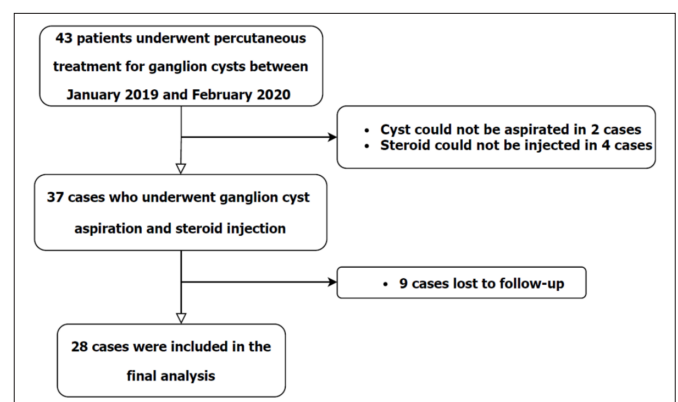 43 patients underwent percutaneous
treatment for ganglion cysts between
January 2019 and February 2020
• Cyst could not be aspirated in 2 cases
• Steroid could not be injected in 4 cases
37 cases who underwent ganglion cyst
aspiration and steroid injection
• 9 cases lost to follow-up
28 cases were included in the
final analysis